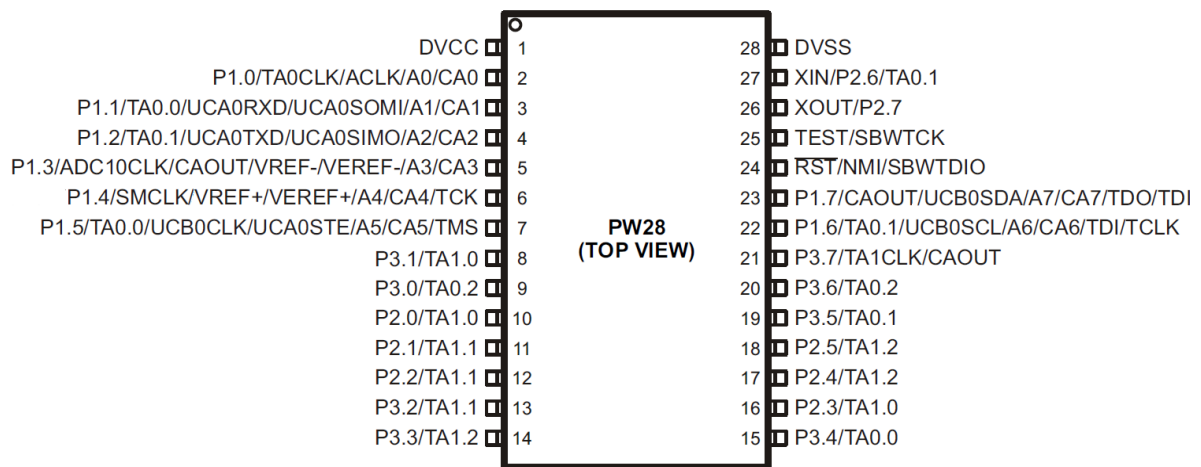 DVCC 1 28 DVSS
P1.0/TA0CLK/ACLK/A0/CA0 2 27 XIN/P2.6/TA0.1
P1.1/TA0.0/UCA0RXD/UCA0SOMI/A1/CA1 3 26 XOUT/P2.7
P1.2/TA0.1/UCA0TXD/UCA0SIMO/A2/CA2 4 25 TEST/SBWTCK
P1.3/ADC10CLK/CAOUT/VREF-/VEREF-/A3/CA3 5 24 RST/NMI/SBWTDIO
P1.4/SMCLK/VREF+/VEREF+/A4/CA4/TCK 6 23 P1.7/CAOUT/UCB0SDA/A7/CA7/TDO/TDI
P1.5/TA0.0/UCB0CLK/UCA0STE/A5/CA5/TMS 7 PW28 22 P1.6/TA0.1/UCB0SCL/A6/CA6/TDI/TCLK
(TOP VIEW)
P3.1/TA1.0 8 21 P3.7/TA1CLK/CAOUT
P3.0/TA0.2 9 20 P3.6/TA0.2
P2.0/TA1.0 10 19 P3.5/TA0.1
P2.1/TA1.1 11 18 P2.5/TA1.2
P2.2/TA1.1 12 17 P2.4/TA1.2
P3.2/TA1.1 13 16 P2.3/TA1.0
P3.3/TA1.2 14 15 P3.4/TA0.0